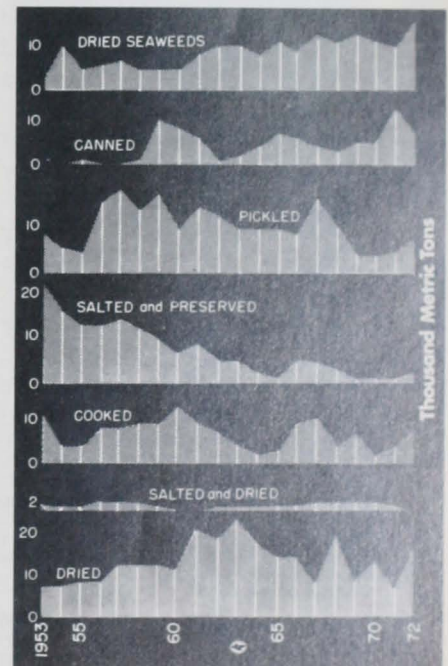 10
DRIED SEAWEEDS
0
10
CANNED
0
10
PICKLED
0
20
SALTED and PRESERVED
10
0
10
COOKED
0
2
SALTED and DRIED
20
10
DRIED
0
1953 55 60 65 70 72
Thousand Metric Tons